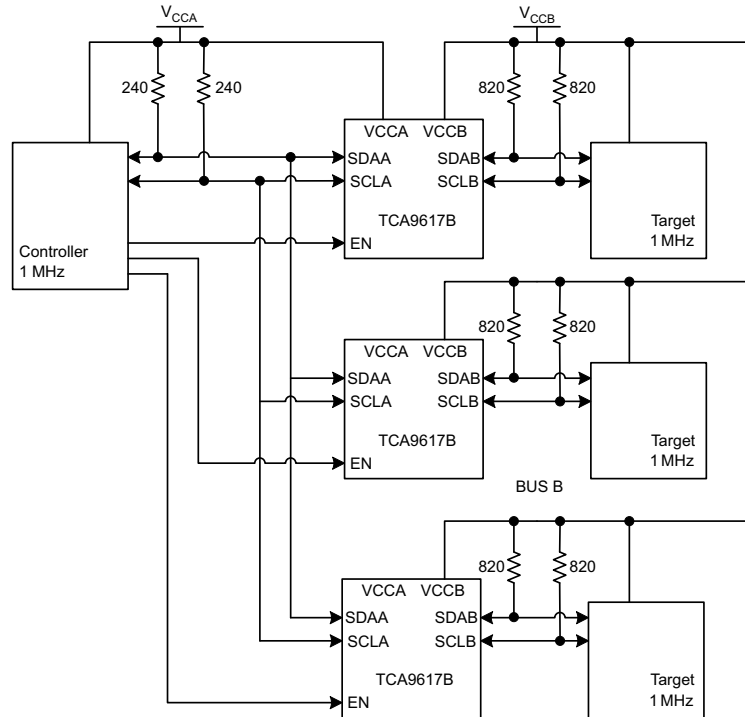 VCCA
VCCB
240
240
820
820
VCCA VCCB
SDAA
SDAB
SCLA
SCLB
TCA9617B
EN
Controller
1 MHz
Target
1 MHz
820
820
VCCA VCCB
SDAA
SDAB
SCLA
SCLB
TCA9617B
EN
Target
1 MHz
BUS B
820
820
VCCA VCCB
SDAA
SDAB
SCLA
SCLB
TCA9617B
EN
Target
1 MHz